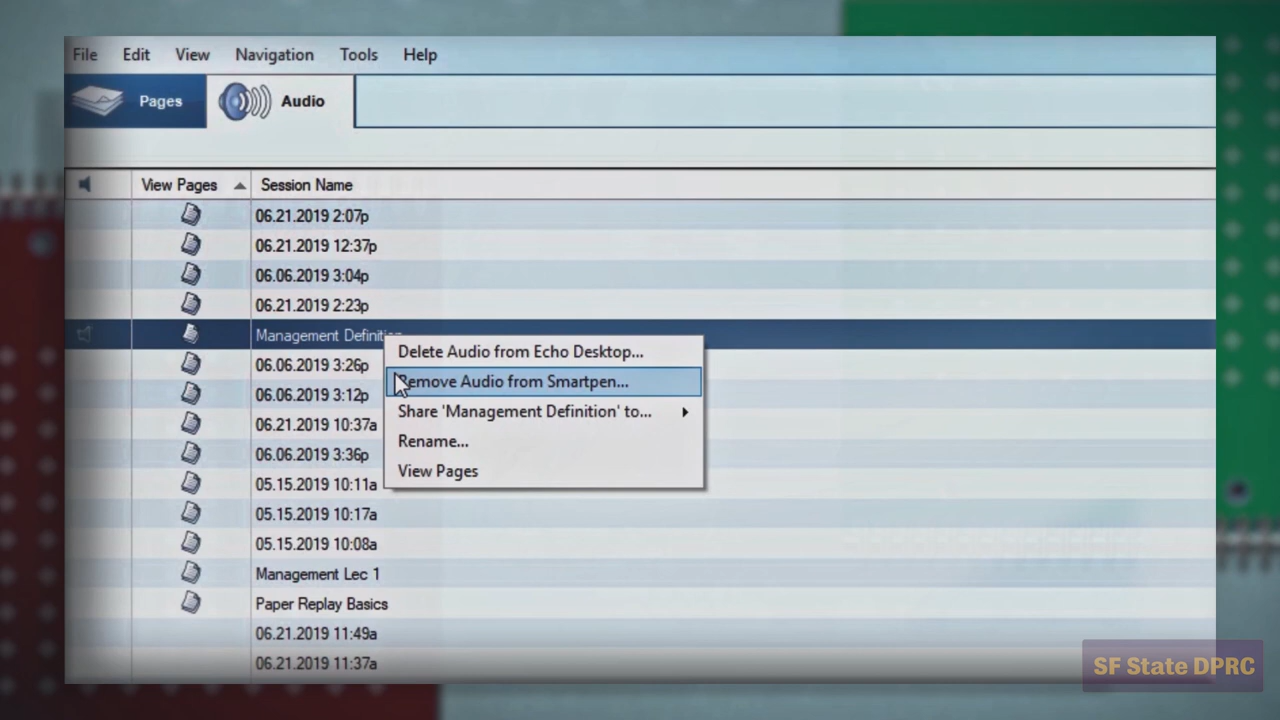 File Edit View Navigation Tools Help
Pages Audio
View Pages Session Name
06.21.2019 2:07p
06.21.2019 12:37p
06.06.2019 3:04p
06.21.2019 2:23p
Management Definition
Delete Audio from Echo Desktop...
06.06.2019 3:26p
Remove Audio from Smartpen...
06.06.2019 3:12p
Share 'Management Definition' to...
06.21.2019 10:37a
Rename...
06.06.2019 3:36p
View Pages
05.15.2019 10:11a
05.15.2019 10:17a
05.15.2019 10:08a
Management Lec 1
Paper Replay Basics
06.21.2019 11:49a
06.21.2019 11:37a
SF State DPRC